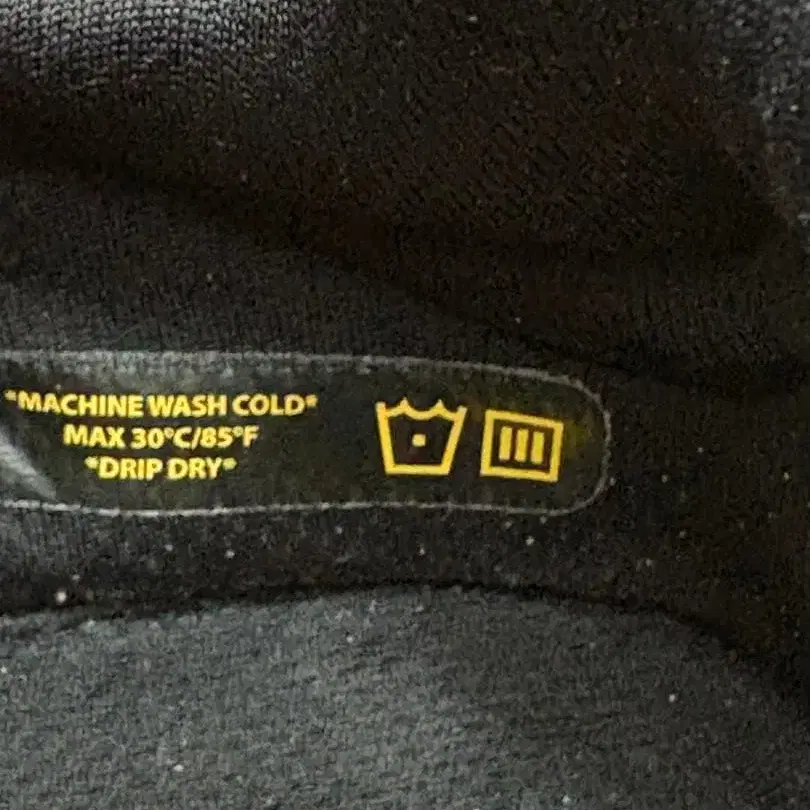 *MACHINE WASH COLD*
MAX 30°C/85°F
*DRIP DRY*